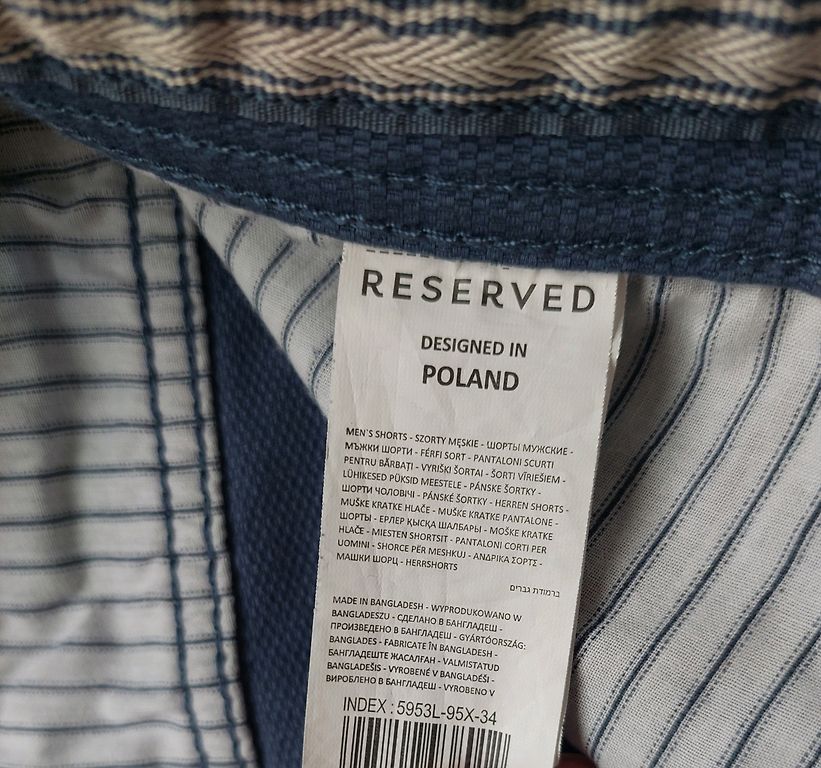 RESERVED
DESIGNED IN
POLAND
MEN`S SHORTS - SZORTY MĘSKIE - ШОРТЫ МУЖСКИЕ -
МЪЖКИ ШОРТИ - FÉRFI SORT - PANTALONI SCURTI
PENTRU BĂRBAȚI - VYRIŠKI ŠORTAI - ŠORTI VĪRIEŠIEM -
LÜHIKESED PÜKSID MEESTELE - PÁNSKE ŠORTKY -
ШОРТИ ЧОЛОВІЧІ - PÁNSKÉ ŠORTKY - HERREN SHORTS -
MUŠKE KRATKE HLAČE - MUŠKE KRATKE PANTALONE -
ШОРТЫ - ЕРЛЕР ҚЫСҚА ШАЛБАРЫ - MOŠKE KRATKE
HLAČE - MIESTEN SHORTSIT - PANTALONI CORTI PER
UOMINI - SHORCE PËR MESHKUJ - ΑΝΔΡΙΚΑ ΣΟΡΤΣ -
МАШКИ ШОРЦ - HERRSHORTS
ברמודת גברים
MADE IN BANGLADESH - WYPRODUKOWANO W
BANGLADESZU - СДЕЛАНО В БАНГЛАДЕШ -
ПРОИЗВЕДЕНО В БАНГЛАДЕШ - GYÁRTÓORSZÁG:
BANGLADES - FABRICATE ÎN BANGLADESH -
БАНГЛАДЕШТЕ ЖАСАЛҒАН - VALMISTATUD
BANGLADEŠIS - VYROBENÉ V BANGLADÉŠI -
ВИРОБЛЕНО В БАНГЛАДЕШ - VYROBENO V
INDEX : 5953L-95X-34